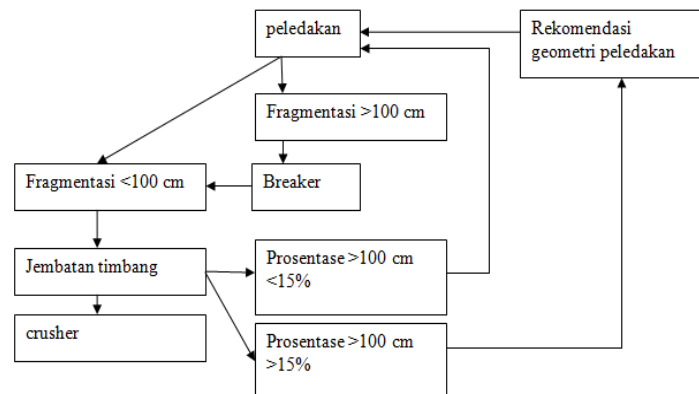 peledakan
Rekomendasi
geometri peledakan
Fragmentasi >100 cm
Fragmentasi <100 cm
Breaker
Jembatan timbang
Prosentase >100 cm
<15%
crusher
Prosentase >100 cm
>15%